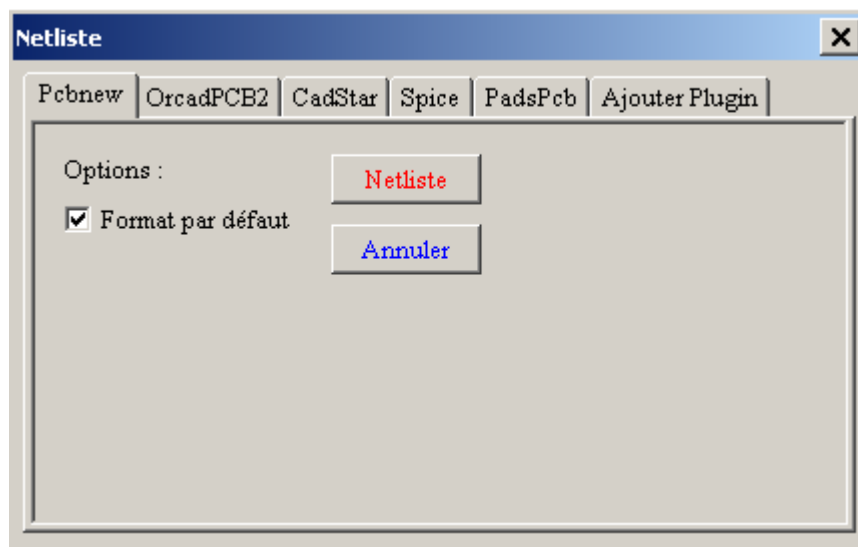 Netliste
Pcbnew OrcadPCB2 CadStar Spice PadsPcb Ajouter Plugin
Options : Netliste
Format par défaut
Annuler